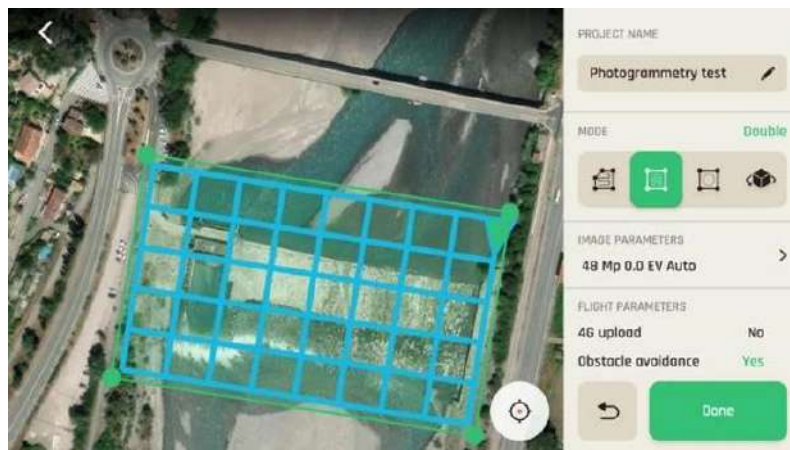 PROJECT NAME
Photogrammetry test
MODE
Double
IMAGE PARAMETERS
48 Mp 0.0 EV Auto
FLIGHT PARAMETERS
4G upload No
Obstacle avoidance Yes
Done